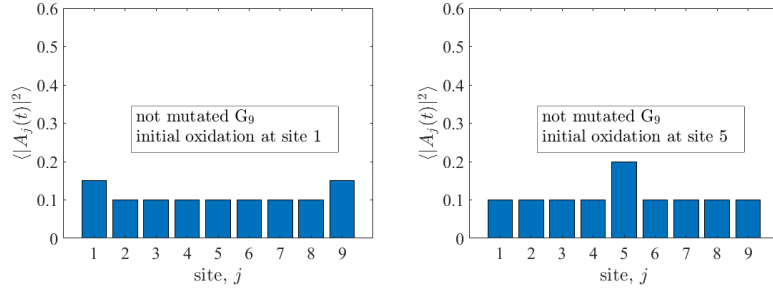 0.6
0.5
0.4
0.3
0.2
0.1
0
⟨|A_j(t)|²⟩
not mutated G₉
initial oxidation at site 1
1 2 3 4 5 6 7 8 9
site, j
0.6
0.5
0.4
0.3
0.2
0.1
0
⟨|A_j(t)|²⟩
not mutated G₉
initial oxidation at site 5
1 2 3 4 5 6 7 8 9
site, j